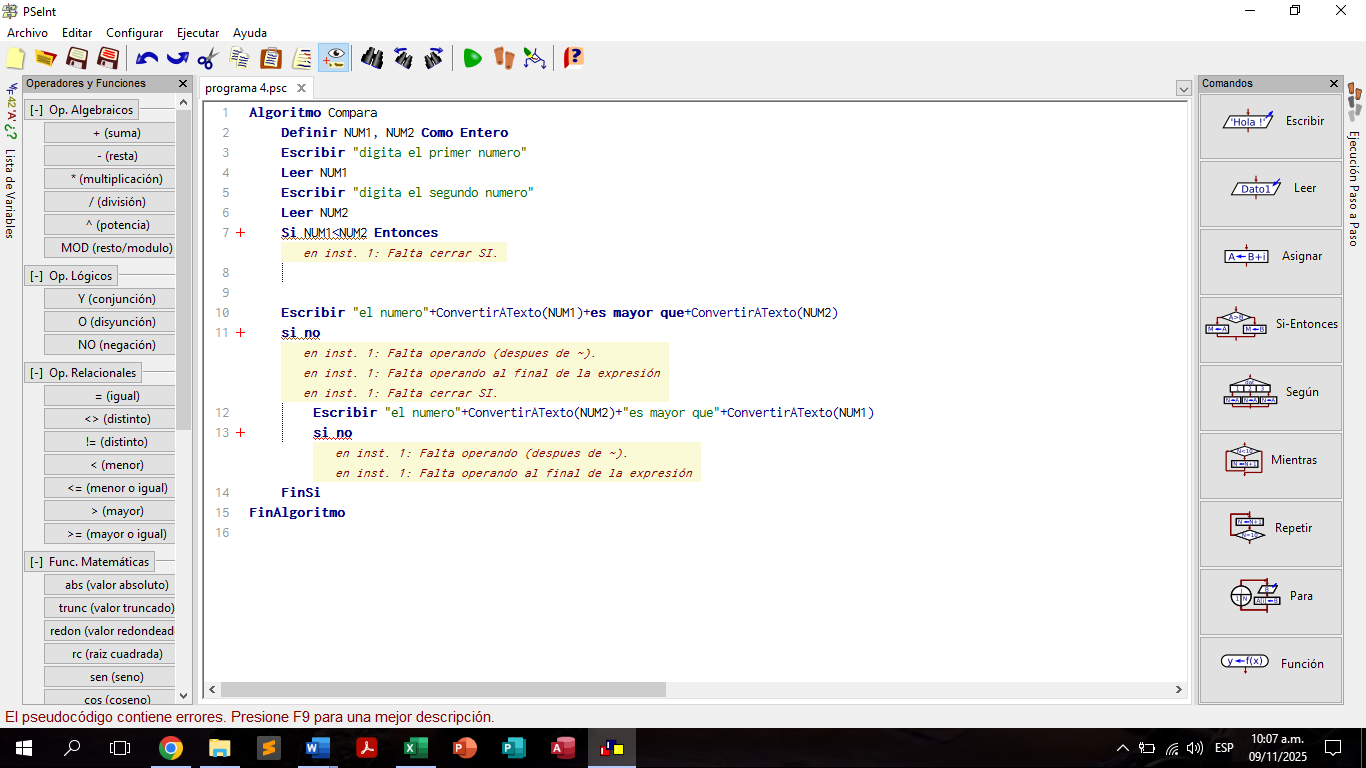 PSeInt
Archivo Editar Configurar Ejecutar Ayuda
Operadores y Funciones
programa 4.psc
Comandos
Lista de Variables
[-] Op. Algebraicos
+ (suma)
- (resta)
* (multiplicación)
/ (división)
^ (potencia)
MOD (resto/modulo)
[-] Op. Lógicos
Y (conjunción)
O (disyunción)
NO (negación)
[-] Op. Relacionales
= (igual)
<> (distinto)
!= (distinto)
< (menor)
<= (menor o igual)
> (mayor)
>= (mayor o igual)
[-] Func. Matemáticas
abs (valor absoluto)
trunc (valor truncado)
redon (valor redondead
rc (raiz cuadrada)
sen (seno)
cos (coseno)
1 Algoritmo Compara
2 Definir NUM1, NUM2 Como Entero
3 Escribir "digita el primer numero"
4 Leer NUM1
5 Escribir "digita el segundo numero"
6 Leer NUM2
7 + Si NUM1<NUM2 Entonces
en inst. 1: Falta cerrar SI.
8
9
10 Escribir "el numero"+ConvertirATexto(NUM1)+es mayor que+ConvertirATexto(NUM2)
11 + si no
en inst. 1: Falta operando (despues de ~).
en inst. 1: Falta operando al final de la expresión
en inst. 1: Falta cerrar SI.
12 Escribir "el numero"+ConvertirATexto(NUM2)+"es mayor que"+ConvertirATexto(NUM1)
13 + si no
en inst. 1: Falta operando (despues de ~).
en inst. 1: Falta operando al final de la expresión
14 FinSi
15 FinAlgoritmo
16
'Hola !' Escribir
Dato1 Leer
A←B+i Asignar
A>B M←A M←B Si-Entonces
Según
Mientras
Repetir
Para
y←f(x) Función
Ejecución Paso a Paso
El pseudocódigo contiene errores. Presione F9 para una mejor descripción.
ESP
10:07 a.m.
09/11/2025